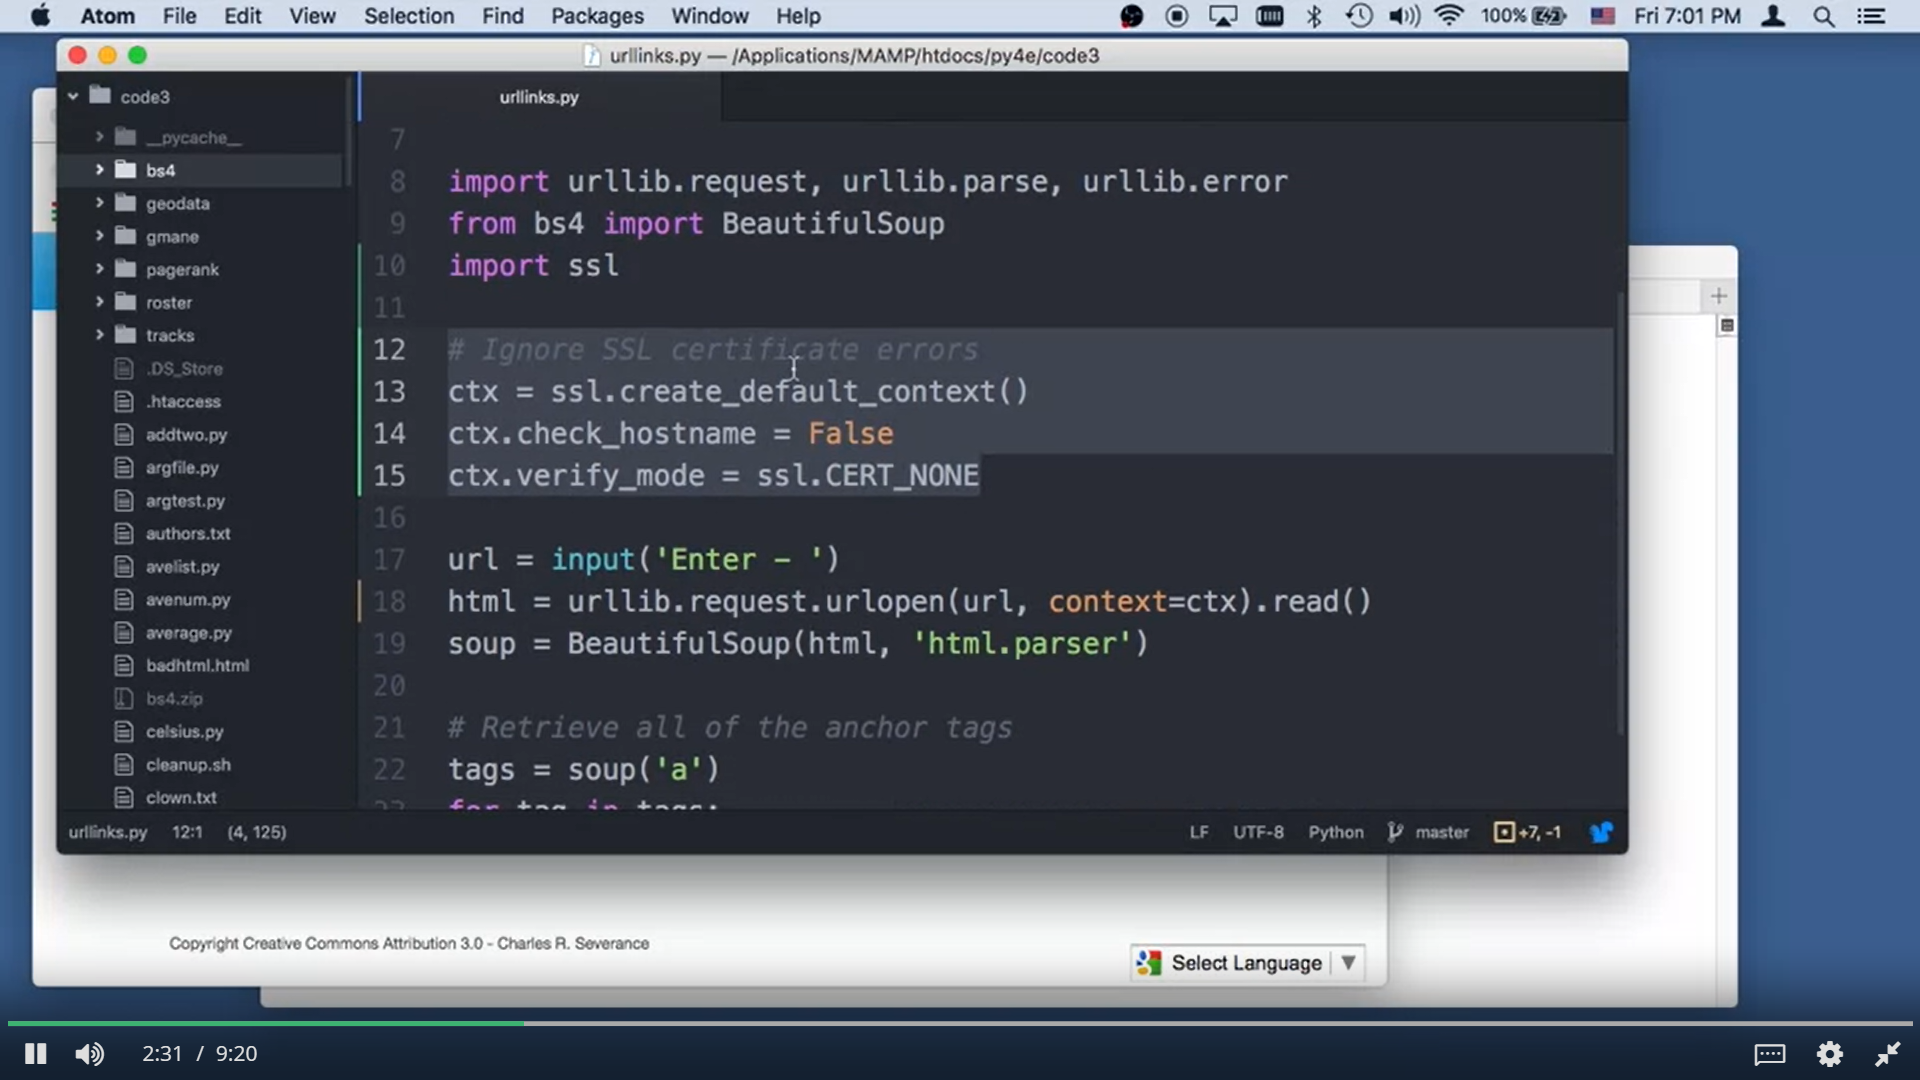 Atom File Edit View Selection Find Packages Window Help 100% Fri 7:01 PM
urllinks.py — /Applications/MAMP/htdocs/py4e/code3
code3
__pycache__
bs4
geodata
gmane
pagerank
roster
tracks
.DS_Store
.htaccess
addtwo.py
argfile.py
argtest.py
authors.txt
avelist.py
avenum.py
average.py
badhtml.html
bs4.zip
celsius.py
cleanup.sh
clown.txt
urllinks.py
7
8 import urllib.request, urllib.parse, urllib.error
9 from bs4 import BeautifulSoup
10 import ssl
11
12 # Ignore SSL certificate errors
13 ctx = ssl.create_default_context()
14 ctx.check_hostname = False
15 ctx.verify_mode = ssl.CERT_NONE
16
17 url = input('Enter - ')
18 html = urllib.request.urlopen(url, context=ctx).read()
19 soup = BeautifulSoup(html, 'html.parser')
20
21 # Retrieve all of the anchor tags
22 tags = soup('a')
23 for tag in tags:
urllinks.py 12:1 (4, 125) LF UTF-8 Python master +7, -1
Copyright Creative Commons Attribution 3.0 - Charles R. Severance
Select Language ▼
2:31 / 9:20